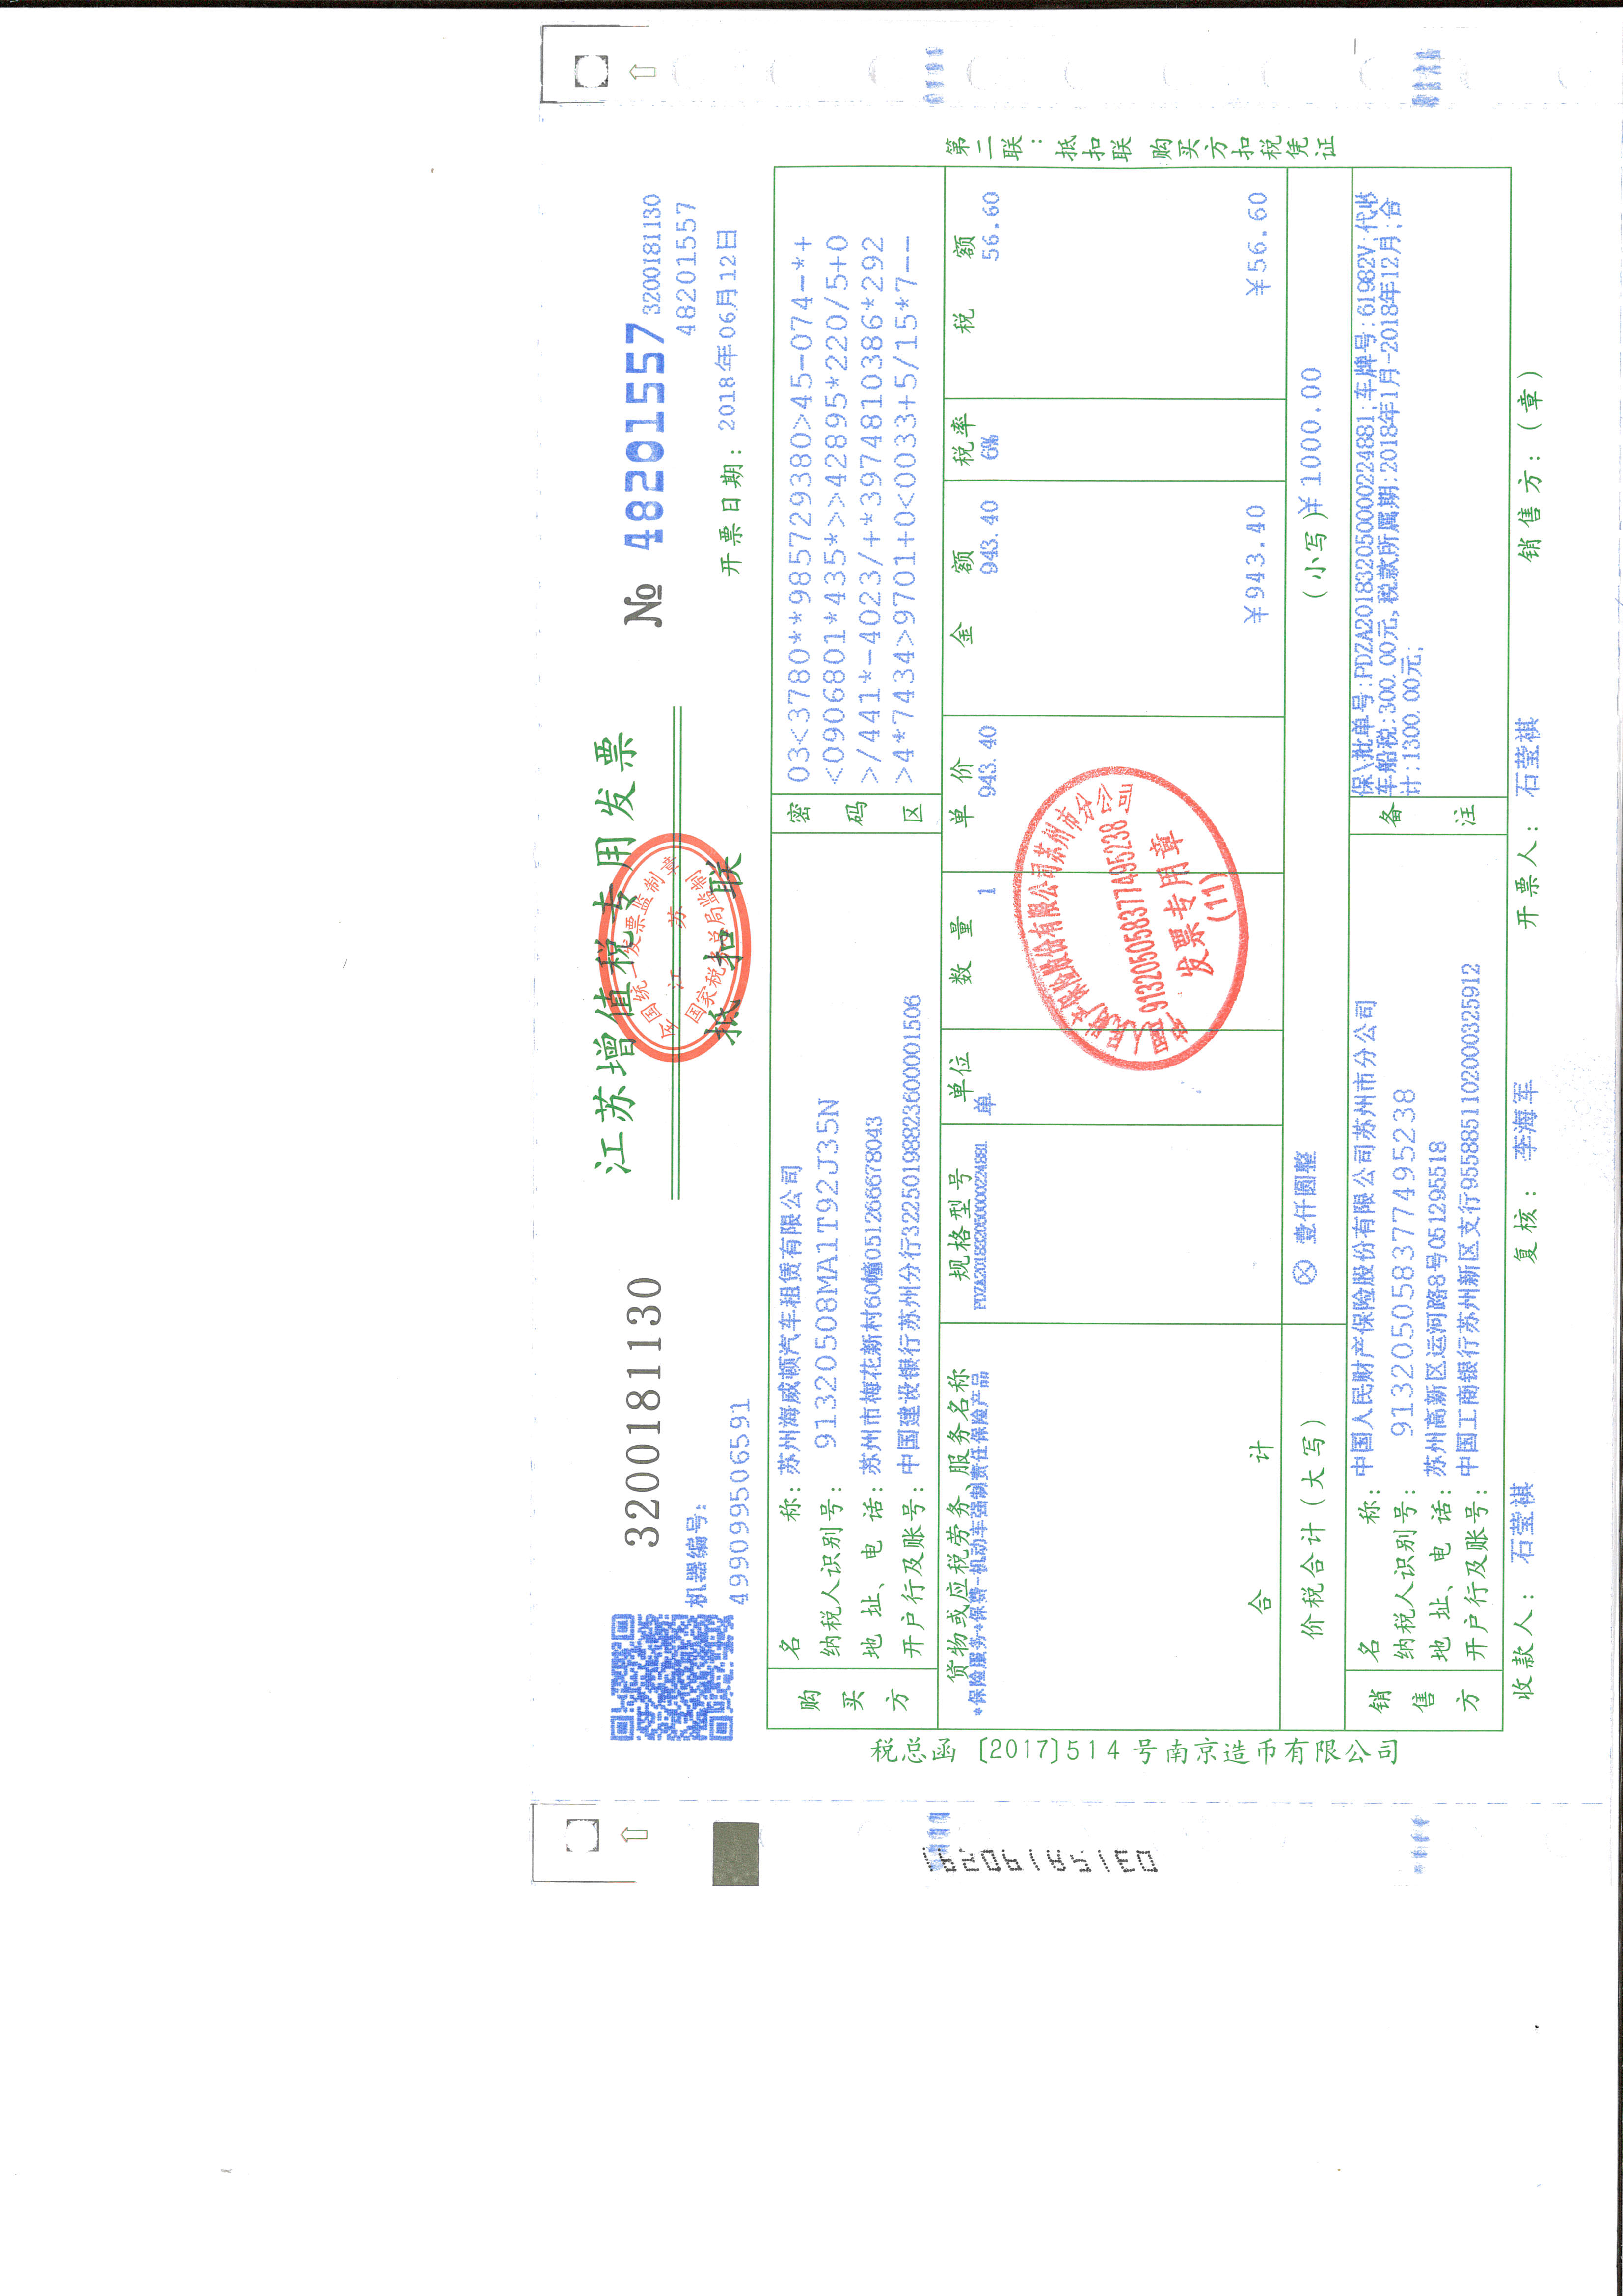 3200181130
江苏增值税专用发票
№ 48201557
3200181130
48201557
机器编号:
499099506591
抵扣联
开票日期: 2018年06月12日
全国统一发票监制章
江苏
国家税务总局监制
购买方
名 称: 苏州海威顿汽车租赁有限公司
纳税人识别号: 91320508MA1T92J35N
地 址、电 话: 苏州市梅花新村60幢051266678043
开户行及账号: 中国建设银行苏州分行32250198823600001506
密码区
03<3780**985729380>45-074-*+
<0906801*435*>>42895*220/5+0
>/441*-4023/+*39748103 86*292
>4*7434>9701+0<0033+5/15*7--
货物或应税劳务、服务名称 规格型号 单位 数量 单价 金额 税率 税额
*保险服务*保费-机动车强制责任保险产品 PDZA201832050000224881 单 1 943.40 943.40 6% 56.60
合 计 ¥943.40 ¥56.60
价税合计(大写) ⊗ 壹仟圆整 (小写) ¥1000.00
销售方
名 称: 中国人民财产保险股份有限公司苏州市分公司
纳税人识别号: 913205058377495238
地 址、电 话: 苏州高新区运河路8号051295518
开户行及账号: 中国工商银行苏州新区支行9558851102000325912
备注
保\批单号:PDZA201832050000224881;车牌号:61982V;代收
车船税:300.00元,税款所属期:2018年1月-2018年12月;合
计:1300.00元;
收款人: 石莹祺 复核: 李海军 开票人: 石莹祺 销售方:(章)
中国人民财产保险股份有限公司苏州市分公司
913205058377495238
发票专用章
(11)
第二联:抵扣联 购买方扣税凭证
税总函〔2017〕514号南京造币有限公司